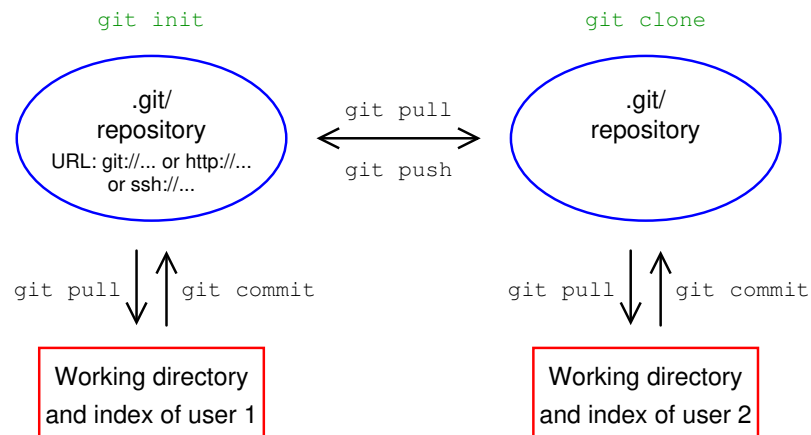 git init
git clone
.git/
repository
URL: git://... or http://...
or ssh://...
git pull
git push
.git/
repository
git pull
git commit
git pull
git commit
Working directory
and index of user 1
Working directory
and index of user 2